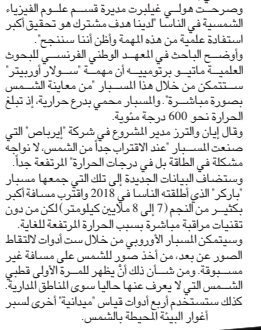 وصرحت هولي غيلبرت مديرة قسم علوم الفيزياء
الشمسية في الناسا "لدينا هدف مشترك هو تحقيق أكبر
استفادة علمية من هذه المهمة وأظن أننا سننجح".
وأوضح الباحث في المعهد الوطني الفرنسي للبحوث
العلمية ماتيو برتومييه أن مهمة "سولار أوربيتر"
ستتمكن من خلال هذا المسبار "من معاينة الشمس
بصورة مباشرة". والمسبار محمي بدرع حرارية، إذ تبلغ
الحرارة نحو 600 درجة مئوية.
وقال إيان والترز مدير المشروع في شركة "إيرباص" التي
صنعت المسبار "عند الاقتراب جداً من الشمس، لا نواجه
مشكلة في الطاقة بل في درجات الحرارة" المرتفعة جداً.
وستضاف البيانات الجديدة إلى تلك التي جمعها مسبار
"باركر" الذي أطلقته الناسا في 2018 واقترب مسافة أكبر
بكثير من النجم (7 إلى 8 ملايين كيلومتر) لكن من دون
تقنيات مراقبة مباشرة بسبب الحرارة المرتفعة للغاية.
وسيتمكن المسبار الأوروبي من خلال ست أدوات لالتقاط
الصور عن بعد، من أخذ صور للشمس على مسافة غير
مسبوقة. ومن شأن ذلك أنْ يظهر للمرة الأولى قطبي
الشمس التي لا يعرف عنها حاليا سوى المناطق المدارية.
كذلك ستستخدم أربع أدوات قياس "ميدانية" أخرى لسبر
أغوار البيئة المحيطة بالشمس.